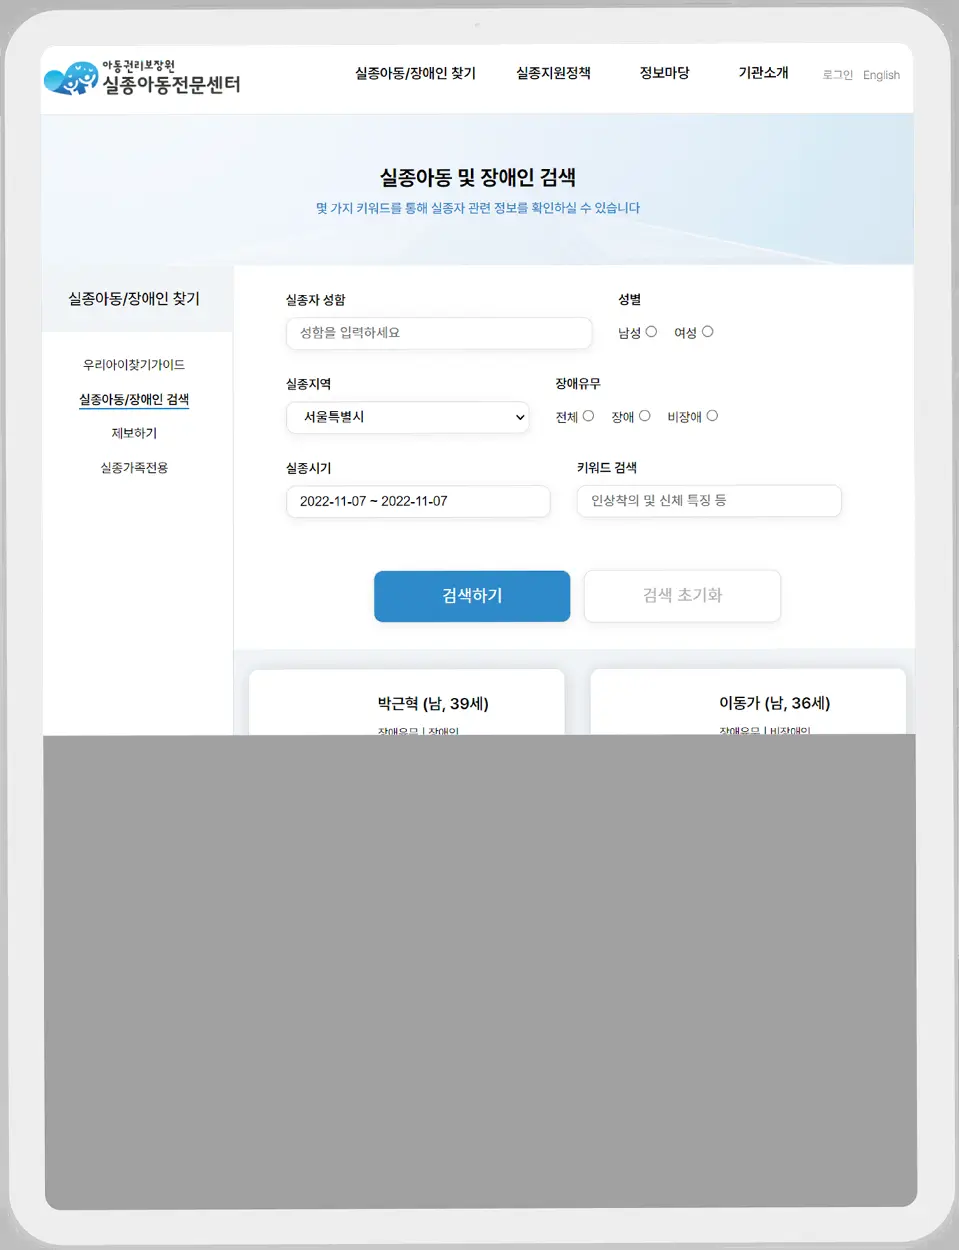 아동권리보장원
실종아동전문센터
실종아동/장애인 찾기 실종지원정책 정보마당 기관소개 로그인 English
실종아동 및 장애인 검색
몇 가지 키워드를 통해 실종자 관련 정보를 확인하실 수 있습니다
실종아동/장애인 찾기
우리아이찾기가이드
실종아동/장애인 검색
제보하기
실종가족전용
실종자 성함 성별
성함을 입력하세요 남성 여성
실종지역 장애유무
서울특별시 전체 장애 비장애
실종시기 키워드 검색
2022-11-07 ~ 2022-11-07 인상착의 및 신체 특징 등
검색하기 검색 초기화
박근혁 (남, 39세) 이동가 (남, 36세)
장애유무 | 장애인 장애유무 | 비장애인